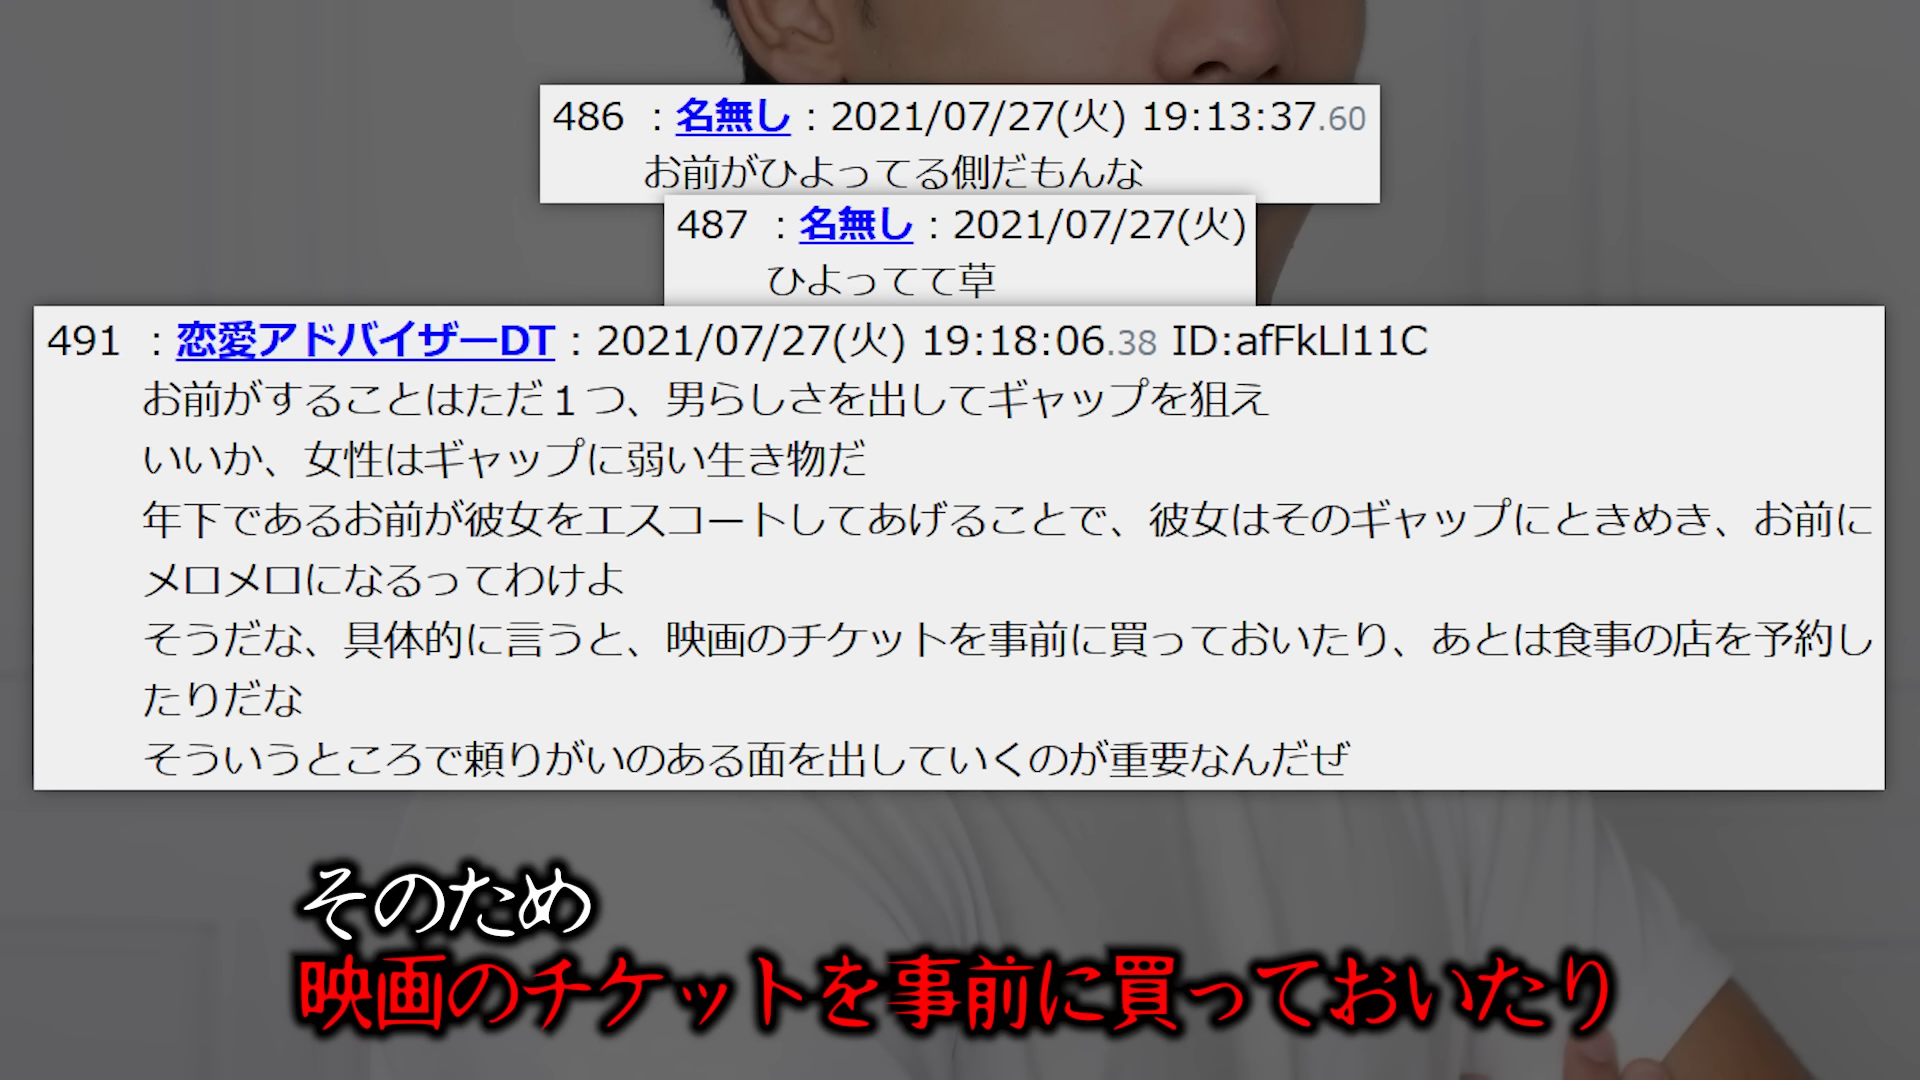 486 ：名無し：2021/07/27(火) 19:13:37.60
お前がひよってる側だもんな
487 ：名無し：2021/07/27(火)
ひよってて草
491 ：恋愛アドバイザーDT：2021/07/27(火) 19:18:06.38 ID:afFkLl11C
お前がすることはただ１つ、男らしさを出してギャップを狙え
いいか、女性はギャップに弱い生き物だ
年下であるお前が彼女をエスコートしてあげることで、彼女はそのギャップにときめき、お前に
メロメロになるってわけよ
そうだな、具体的に言うと、映画のチケットを事前に買っておいたり、あとは食事の店を予約し
たりだな
そういうところで頼りがいのある面を出していくのが重要なんだぜ
そのため
映画のチケットを事前に買っておいたり